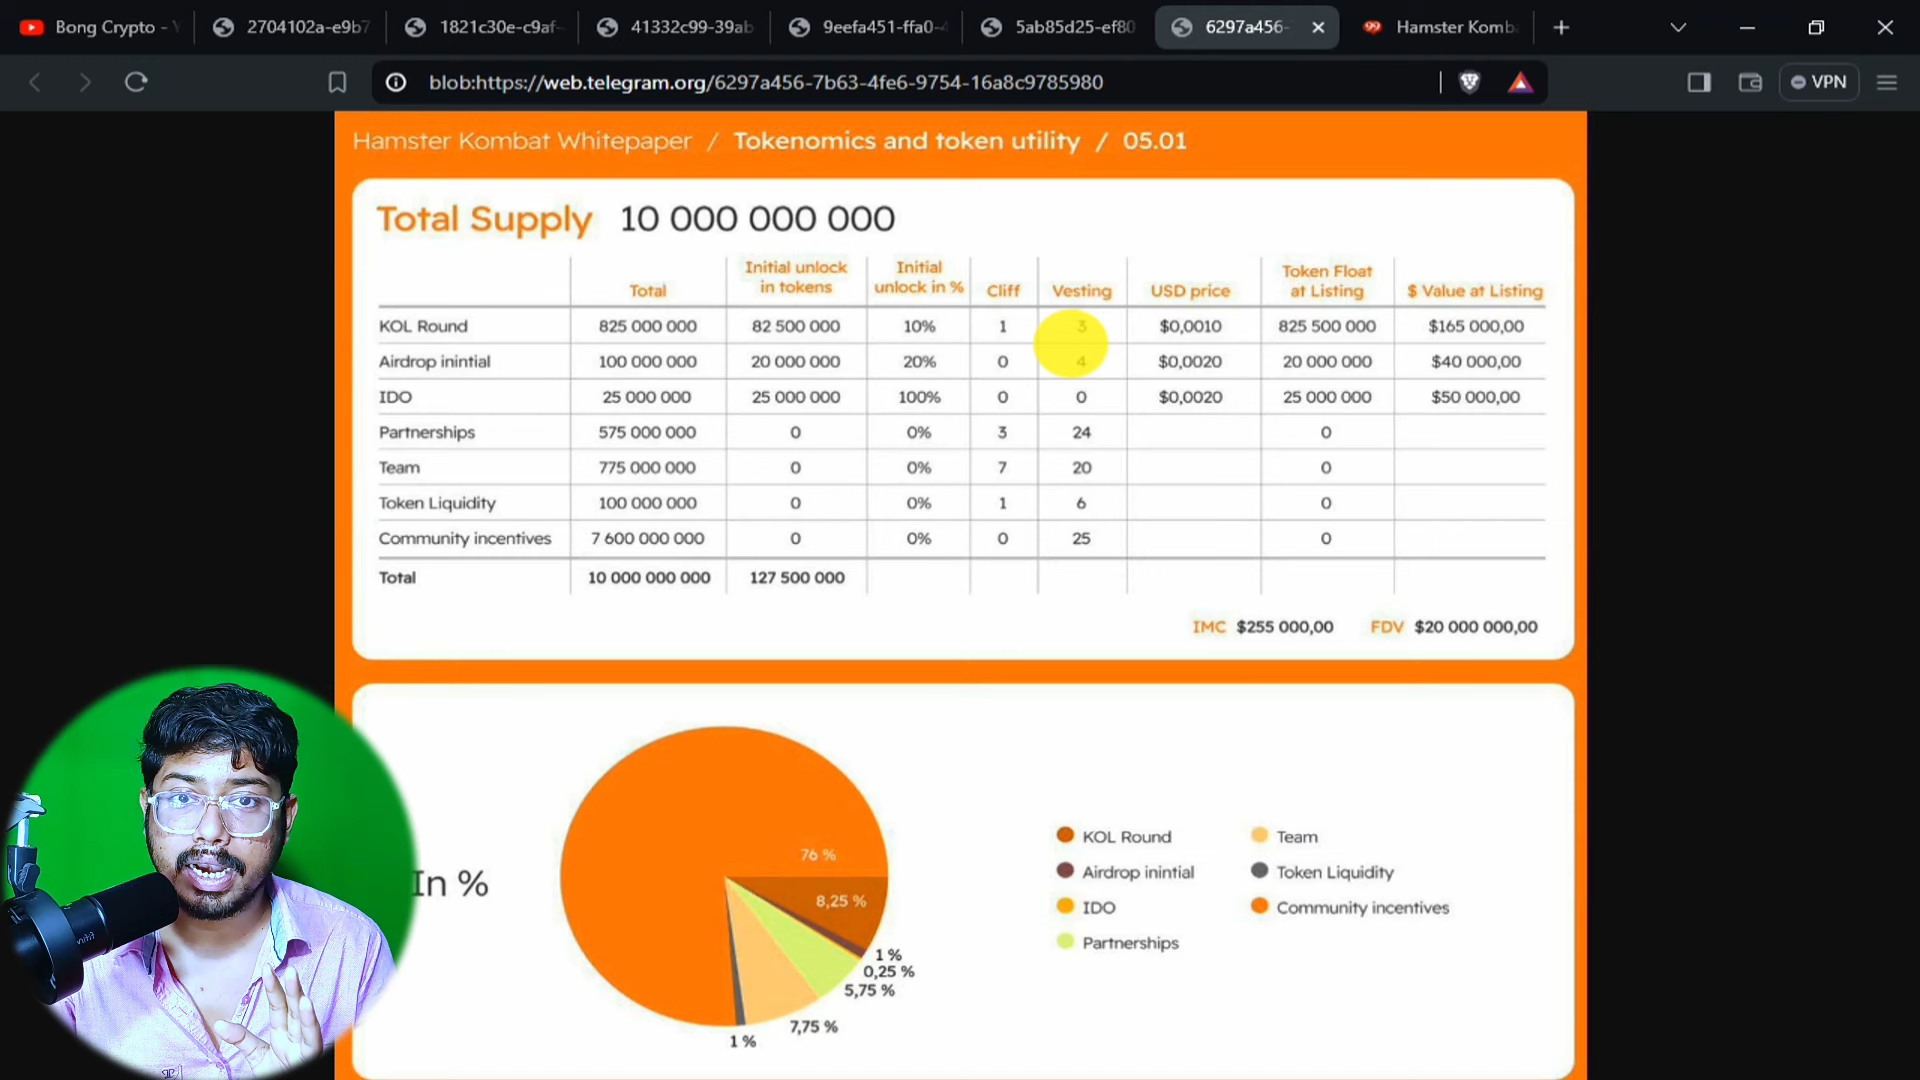 Bong Crypto - Y
2704102a-e9b7
1821c30e-c9af-
41332c99-39ab
9eefa451-ffa0-4
5ab85d25-ef80
6297a456-
Hamster Komba
blob:https://web.telegram.org/6297a456-7b63-4fe6-9754-16a8c9785980
VPN
Hamster Kombat Whitepaper / Tokenomics and token utility / 05.01
Total Supply 10 000 000 000
Total Initial unlock in tokens Initial unlock in % Cliff Vesting USD price Token Float at Listing $ Value at Listing
KOL Round 825 000 000 82 500 000 10% 1 3 $0,0010 825 500 000 $165 000,00
Airdrop inintial 100 000 000 20 000 000 20% 0 4 $0,0020 20 000 000 $40 000,00
IDO 25 000 000 25 000 000 100% 0 0 $0,0020 25 000 000 $50 000,00
Partnerships 575 000 000 0 0% 3 24 0
Team 775 000 000 0 0% 7 20 0
Token Liquidity 100 000 000 0 0% 1 6 0
Community incentives 7 600 000 000 0 0% 0 25 0
Total 10 000 000 000 127 500 000
IMC $255 000,00 FDV $20 000 000,00
In %
76 %
8,25 %
1 %
0,25 %
5,75 %
7,75 %
1 %
KOL Round
Airdrop inintial
IDO
Partnerships
Team
Token Liquidity
Community incentives